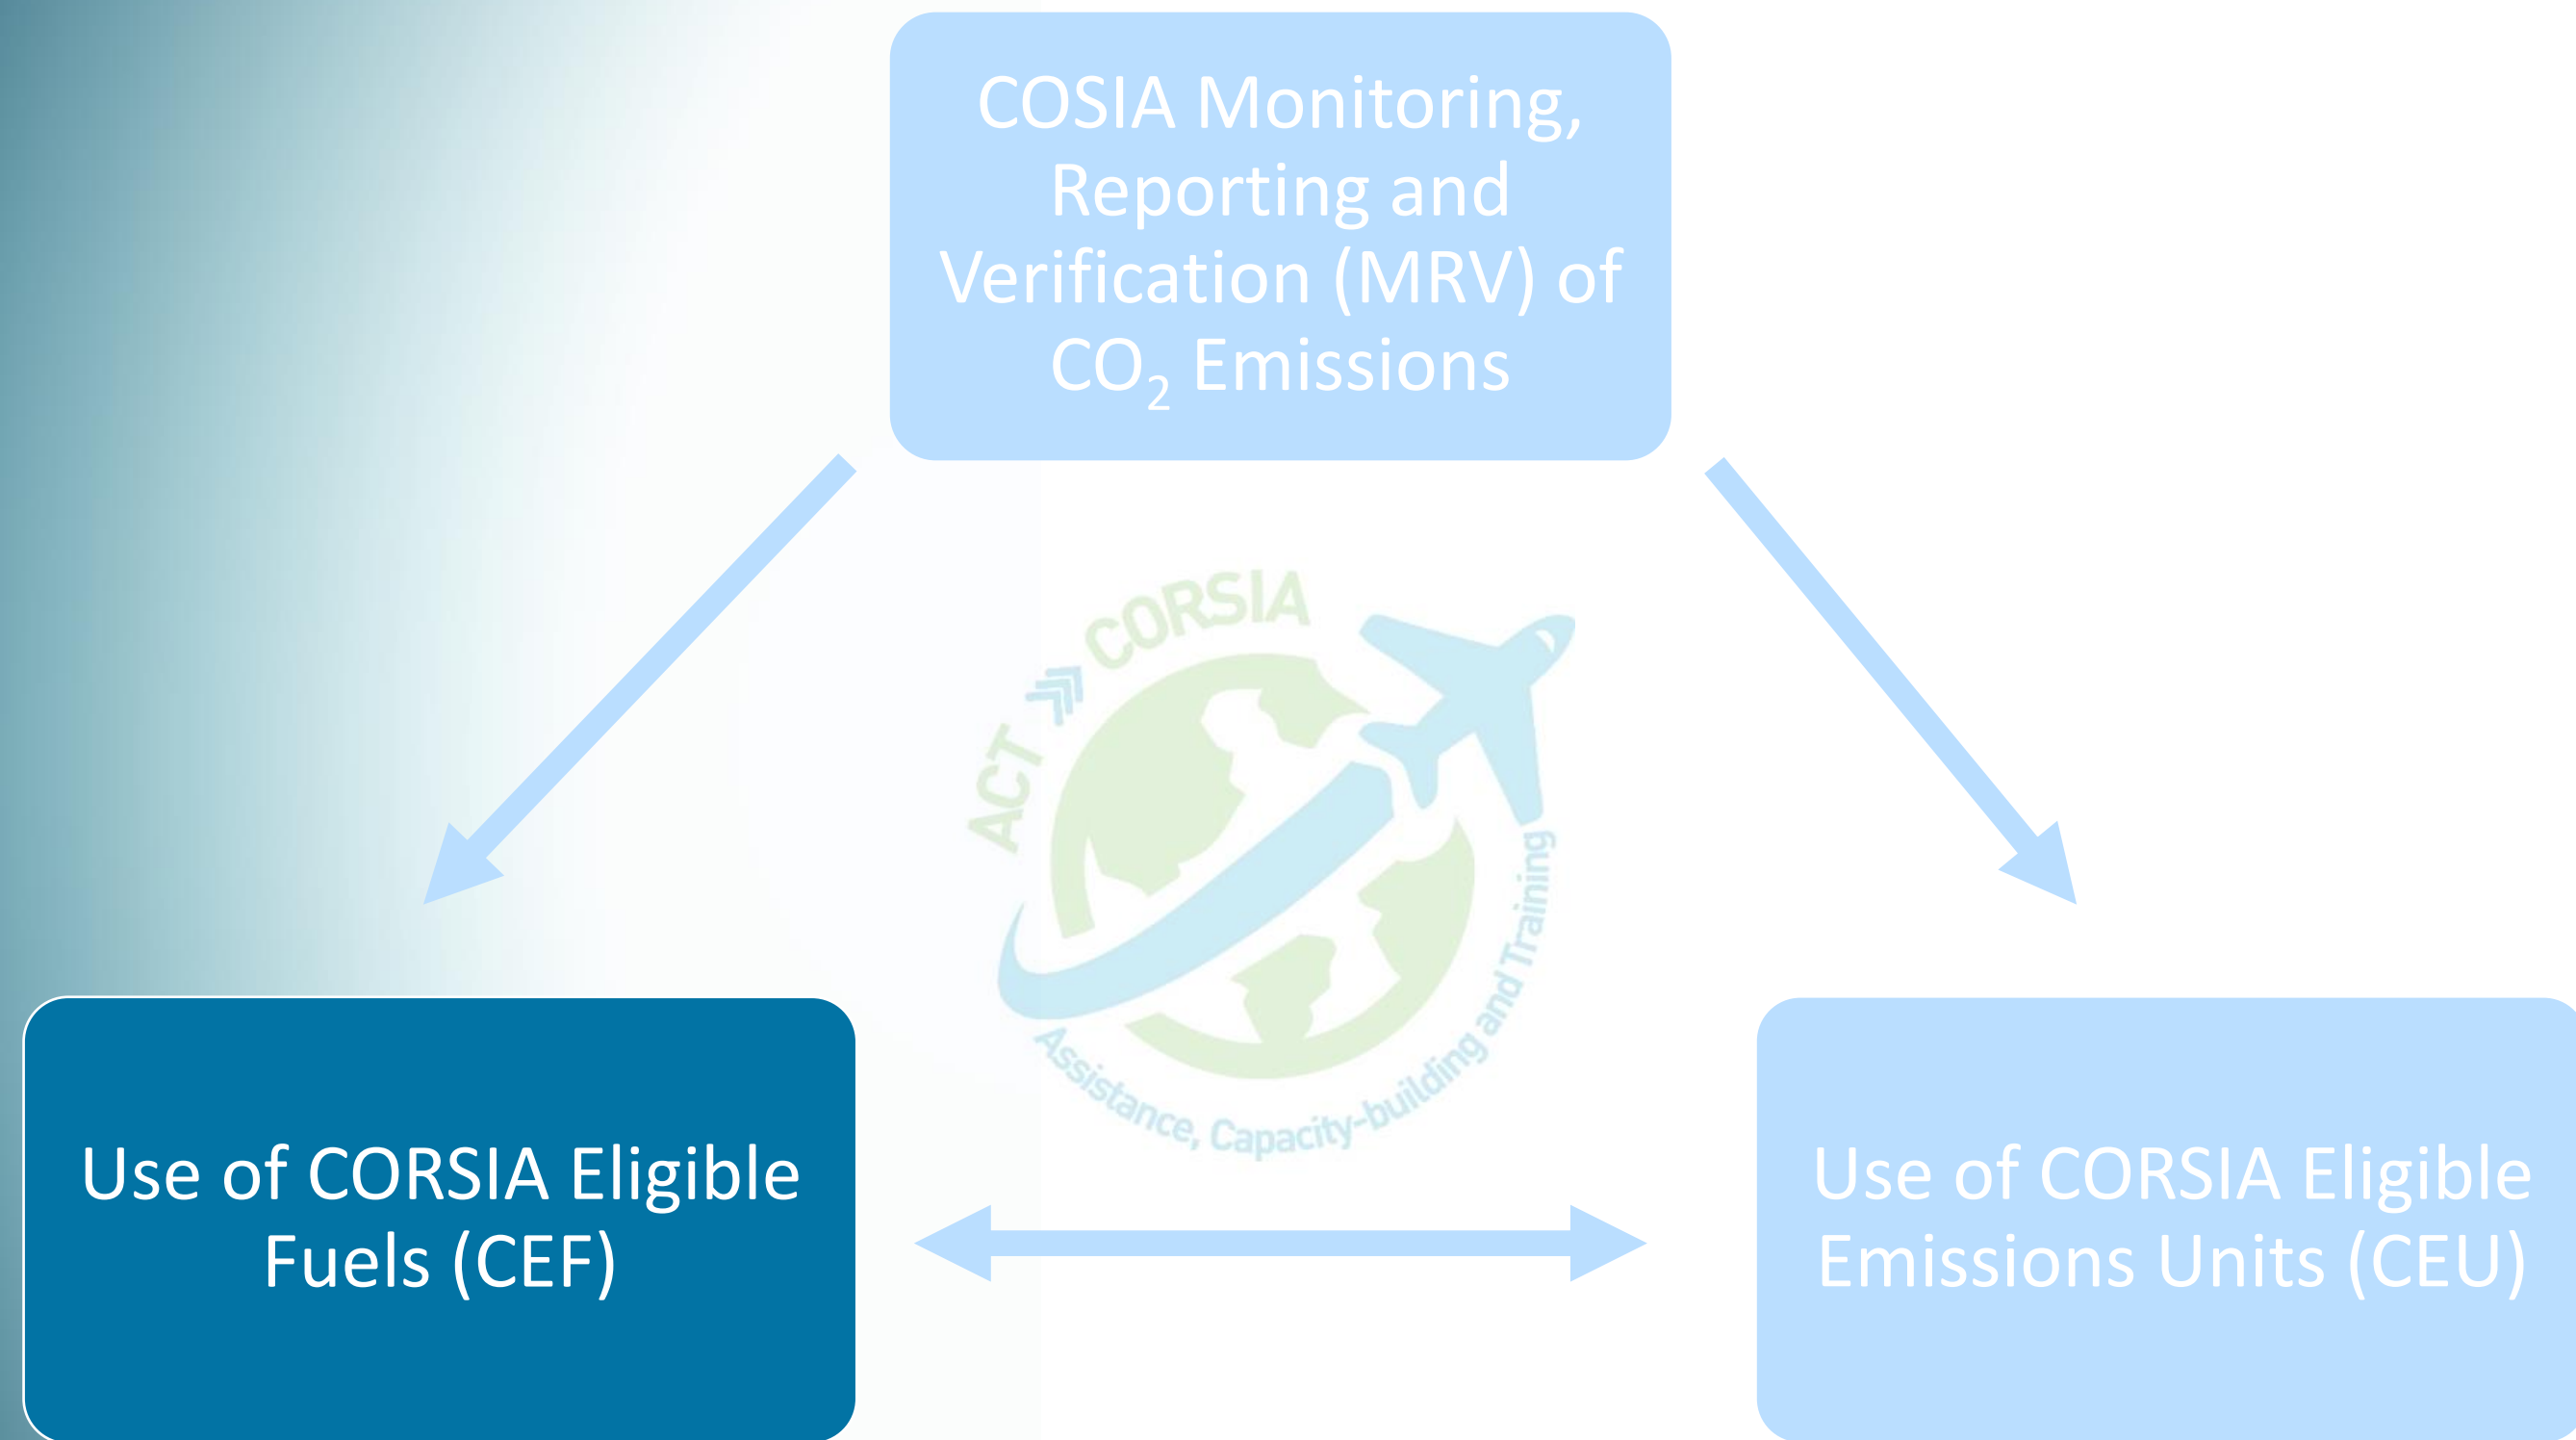 COSIA Monitoring,
Reporting and
Verification (MRV) of
CO₂ Emissions
ACT CORSIA
Assistance, Capacity-building and Training
Use of CORSIA Eligible
Fuels (CEF)
Use of CORSIA Eligible
Emissions Units (CEU)